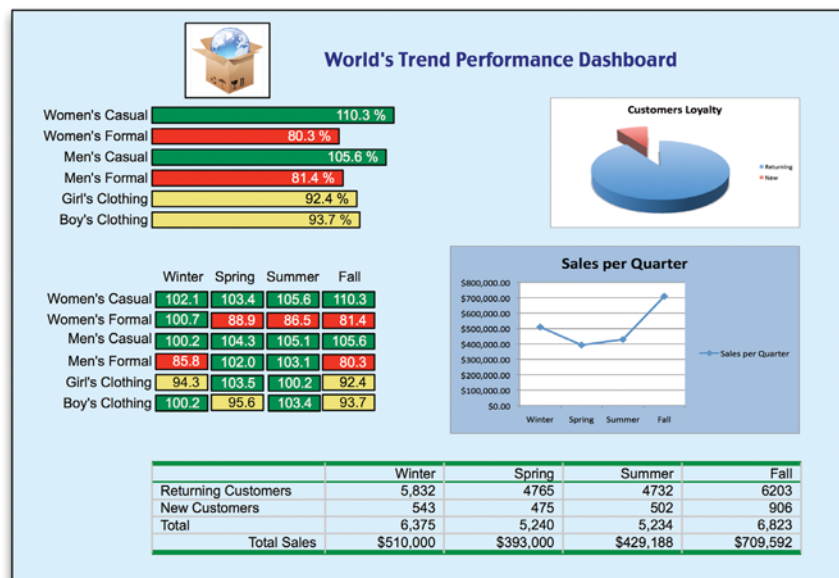 World's Trend Performance Dashboard
Women's Casual 110.3 %
Women's Formal 80.3 %
Men's Casual 105.6 %
Men's Formal 81.4 %
Girl's Clothing 92.4 %
Boy's Clothing 93.7 %
Customers Loyalty
Returning
New
Winter Spring Summer Fall
Women's Casual 102.1 103.4 105.6 110.3
Women's Formal 100.7 88.9 86.5 81.4
Men's Casual 100.2 104.3 105.1 105.6
Men's Formal 85.8 102.0 103.1 80.3
Girl's Clothing 94.3 103.5 100.2 92.4
Boy's Clothing 100.2 95.6 103.4 93.7
Sales per Quarter
$800,000.00
$700,000.00
$600,000.00
$500,000.00
$400,000.00
$300,000.00
$200,000.00
$100,000.00
$0.00
Winter Spring Summer Fall
Sales per Quarter
Winter Spring Summer Fall
Returning Customers 5,832 4765 4732 6203
New Customers 543 475 502 906
Total 6,375 5,240 5,234 6,823
Total Sales $510,000 $393,000 $429,188 $709,592